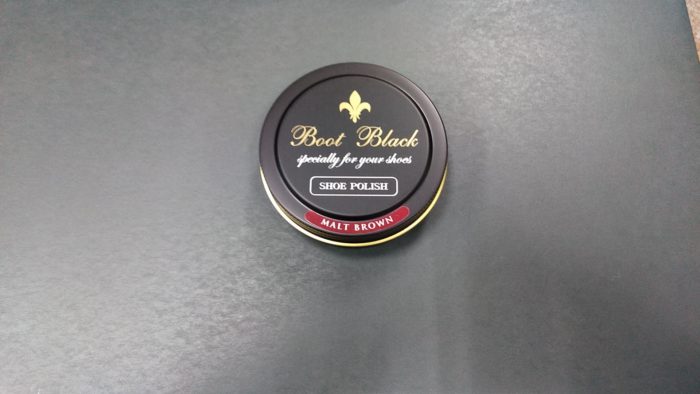 Boot Black
specially for your shoes
SHOE POLISH
MALT BROWN